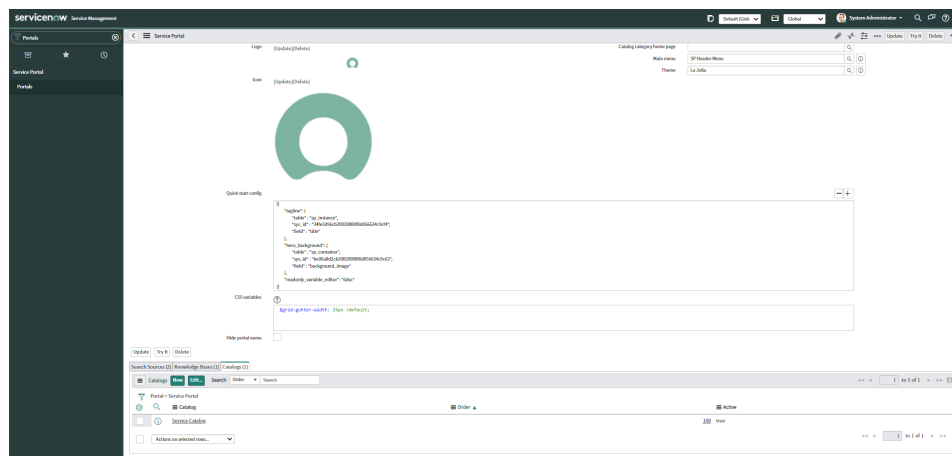 servicenow Service Management
Default (Glob
Global
System Administrator
Portals
Service Portal
Portals
Service Portal
Update Try It Delete
Logo [Update][Delete]
Catalog category home page
Main menu SP Header Menu
Theme La Jolla
Icon [Update][Delete]
Quick start config
[{
"tagline": {
"table" : "sp_instance",
"field" : "title"
},
"hero_background": {
"table" : "sp_container",
"field" : "background_image"
},
"readonly_variable_editor": "false"
}]
CSS variables
$grid-gutter-width: 15px !default;
Hide portal name
Update Try It Delete
Search Sources (3) Knowledge Bases (1) Catalogs (1)
Catalogs New Edit... Search Order Search 1 to 1 of 1
Portal = Service Portal
Catalog Order Active
Service Catalog 100 true
Actions on selected rows... 1 to 1 of 1